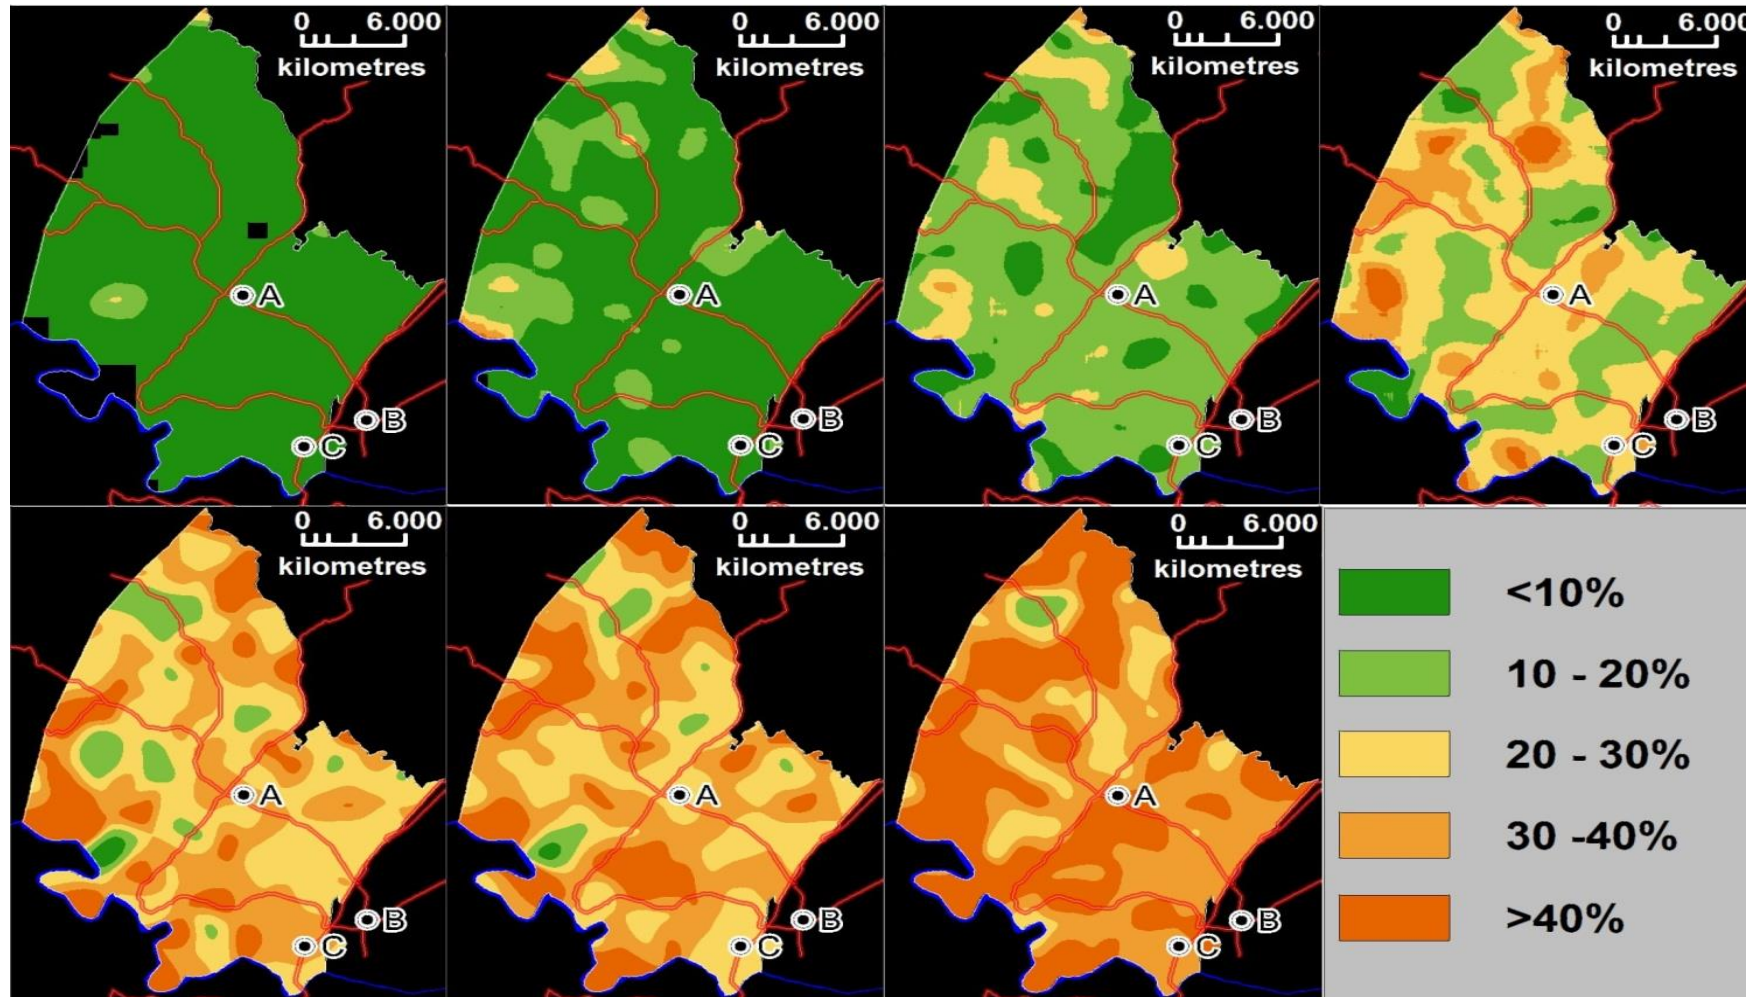 0 6.000
kilometres
A
B
C
0 6.000
kilometres
A
B
C
0 6.000
kilometres
A
B
C
0 6.000
kilometres
A
B
C
0 6.000
kilometres
A
B
C
0 6.000
kilometres
A
B
C
0 6.000
kilometres
A
B
C
<10%
10 - 20%
20 - 30%
30 -40%
>40%